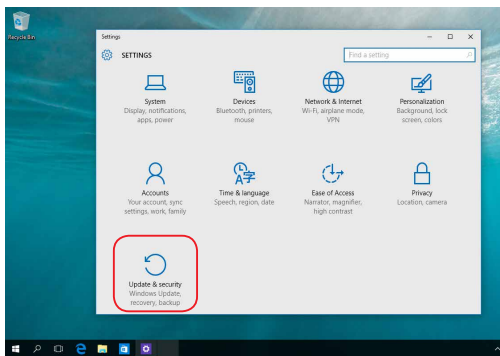 Recycle Bin
Settings
SETTINGS
Find a setting
System
Display, notifications,
apps, power
Devices
Bluetooth, printers,
mouse
Network & Internet
Wi-Fi, airplane mode,
VPN
Personalization
Background, lock
screen, colors
Accounts
Your account, sync
settings, work, family
Time & language
Speech, region, date
Ease of Access
Narrator, magnifier,
high contrast
Privacy
Location, camera
Update & security
Windows Update,
recovery, backup